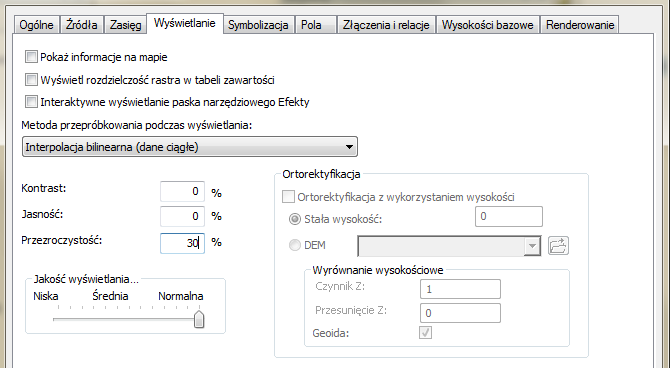 Ogólne Źródła Zasięg Wyświetlanie Symbolizacja Pola Złączenia i relacje Wysokości bazowe Renderowanie
Pokaż informacje na mapie
Wyświetl rozdzielczość rastra w tabeli zawartości
Interaktywne wyświetlanie paska narzędziowego Efekty
Metoda przepróbkowania podczas wyświetlania:
Interpolacja bilinearna (dane ciągłe)
Kontrast: 0 %
Jasność: 0 %
Przezroczystość: 30 %
Jakość wyświetlania...
Niska Średnia Normalna
Ortorektyfikacja
Ortorektyfikacja z wykorzystaniem wysokości
Stała wysokość: 0
DEM
Wyrównanie wysokościowe
Czynnik Z: 1
Przesunięcie Z: 0
Geoida: